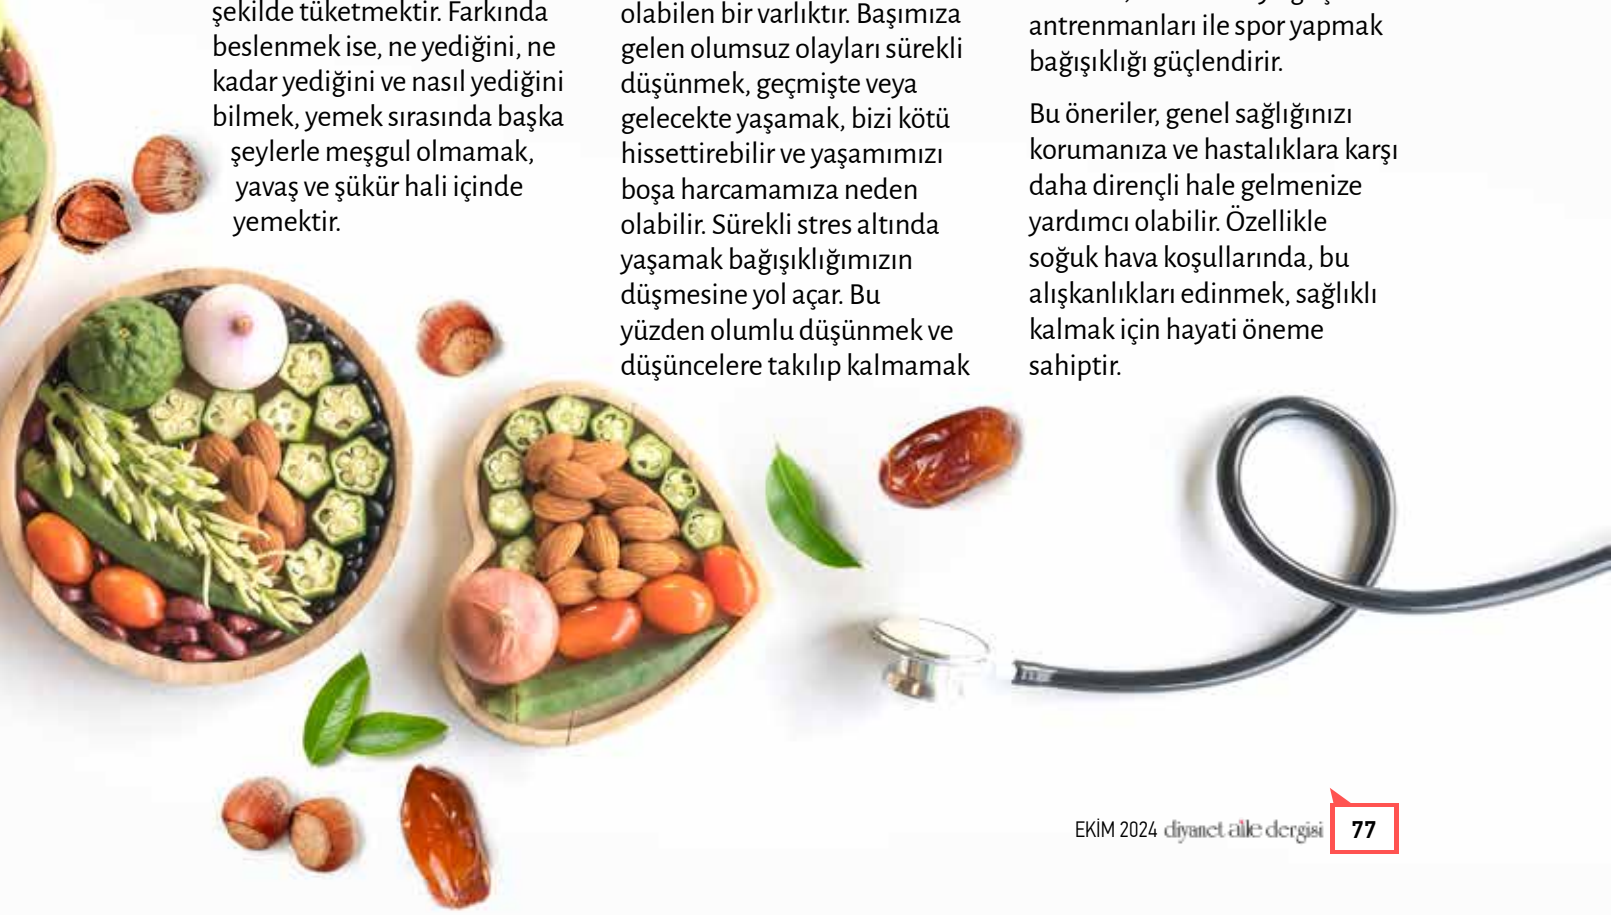 şekilde tüketmektir. Farkında
beslenmek ise, ne yediğini, ne
kadar yediğini ve nasıl yediğini
bilmek, yemek sırasında başka
şeylerle meşgul olmamak,
yavaş ve şükür hali içinde
yemektir.
olabilen bir varlıktır. Başımıza
gelen olumsuz olayları sürekli
düşünmek, geçmişte veya
gelecekte yaşamak, bizi kötü
hissettirebilir ve yaşamımızı
boşa harcamamıza neden
olabilir. Sürekli stres altında
yaşamak bağışıklığımızın
düşmesine yol açar. Bu
yüzden olumlu düşünmek ve
düşüncelere takılıp kalmamak
antrenmanları ile spor yapmak
bağışıklığı güçlendirir.
Bu öneriler, genel sağlığınızı
korumanıza ve hastalıklara karşı
daha dirençli hale gelmenize
yardımcı olabilir. Özellikle
soğuk hava koşullarında, bu
alışkanlıkları edinmek, sağlıklı
kalmak için hayati öneme
sahiptir.
EKİM 2024 diyanet aile dergisi 77